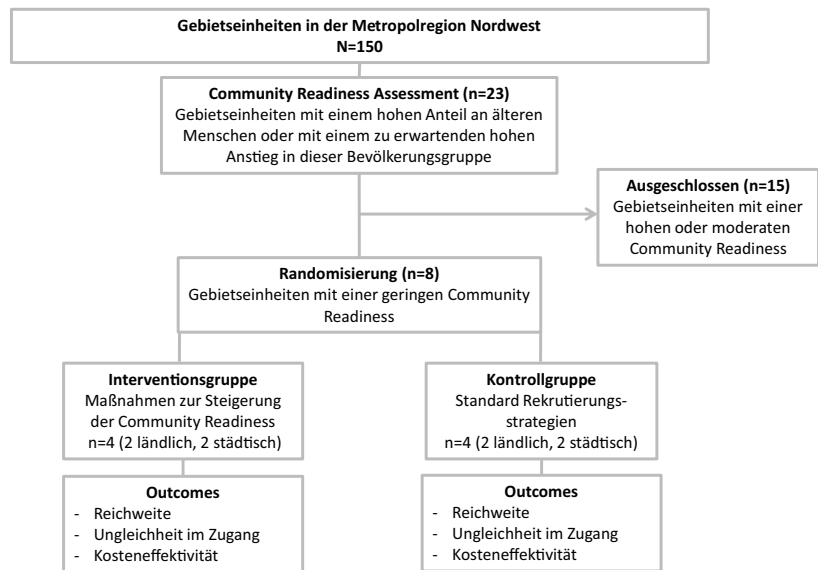 Gebietseinheiten in der Metropolregion Nordwest
N=150
Community Readiness Assessment (n=23)
Gebietseinheiten mit einem hohen Anteil an älteren
Menschen oder mit einem zu erwartenden hohen
Anstieg in dieser Bevölkerungsgruppe
Ausgeschlossen (n=15)
Gebietseinheiten mit einer
hohen oder moderaten
Community Readiness
Randomisierung (n=8)
Gebietseinheiten mit einer geringen Community
Readiness
Interventionsgruppe
Maßnahmen zur Steigerung
der Community Readiness
n=4 (2 ländlich, 2 städtisch)
Kontrollgruppe
Standard Rekrutierungs-
strategien
n=4 (2 ländlich, 2 städtisch)
Outcomes
- Reichweite
- Ungleichheit im Zugang
- Kosteneffektivität
Outcomes
- Reichweite
- Ungleichheit im Zugang
- Kosteneffektivität